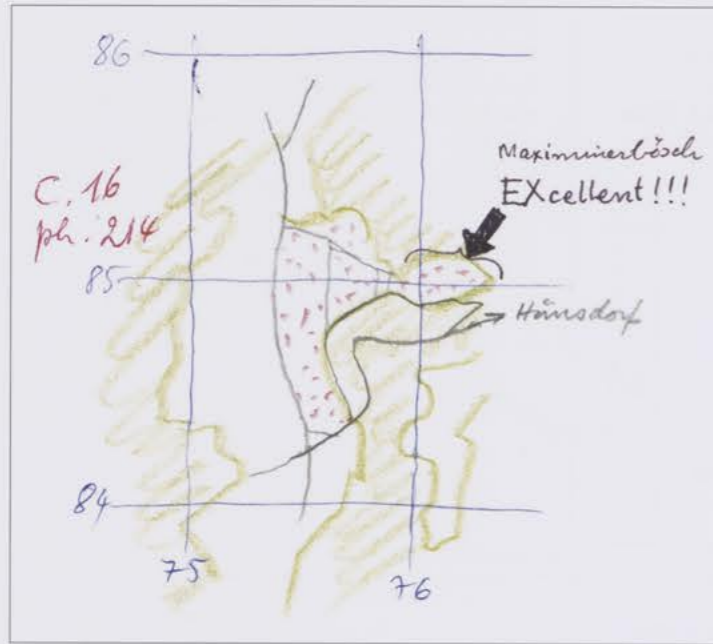 86
Maximinerbösch
EXcellent!!!
C. 16
ph. 214
85
Hünsdorf
84
75
76